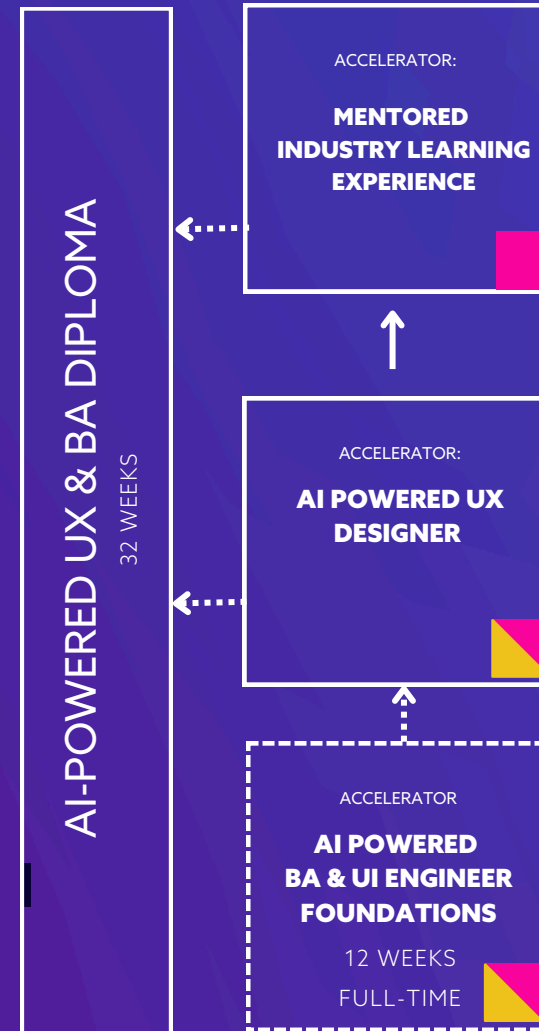 AI-POWERED UX & BA DIPLOMA
32 WEEKS
ACCELERATOR:
MENTORED
INDUSTRY LEARNING
EXPERIENCE
ACCELERATOR:
AI POWERED UX
DESIGNER
ACCELERATOR
AI POWERED
BA & UI ENGINEER
FOUNDATIONS
12 WEEKS
FULL-TIME